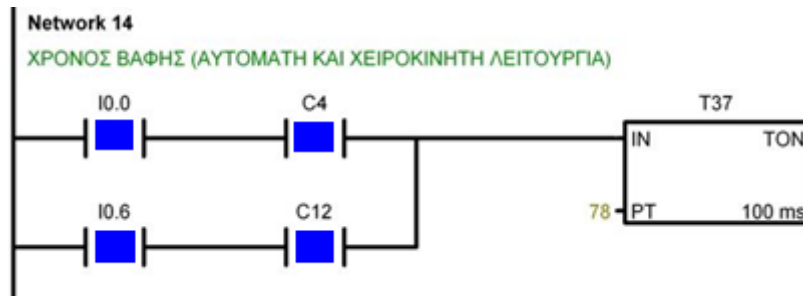 Network 14
ΧΡΟΝΟΣ ΒΑΦΗΣ (ΑΥΤΟΜΑΤΗ ΚΑΙ ΧΕΙΡΟΚΙΝΗΤΗ ΛΕΙΤΟΥΡΓΙΑ)
I0.0 C4 T37
IN TON
I0.6 C12
78 PT 100 ms